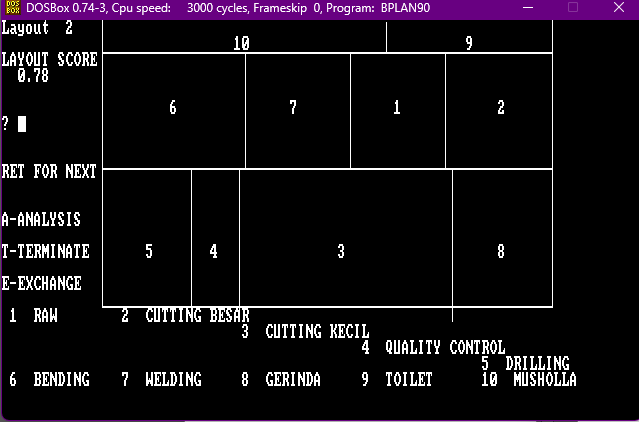 DOSBox 0.74-3, Cpu speed: 3000 cycles, Frameskip 0, Program: BPLAN90
Layout 2
10 9
LAYOUT SCORE
0.78
6 7 1 2
?
RET FOR NEXT
A-ANALYSIS
T-TERMINATE
5 4 3 8
E-EXCHANGE
1 RAW 2 CUTTING BESAR
3 CUTTING KECIL
4 QUALITY CONTROL
5 DRILLING
6 BENDING 7 WELDING 8 GERINDA 9 TOILET 10 MUSHOLLA